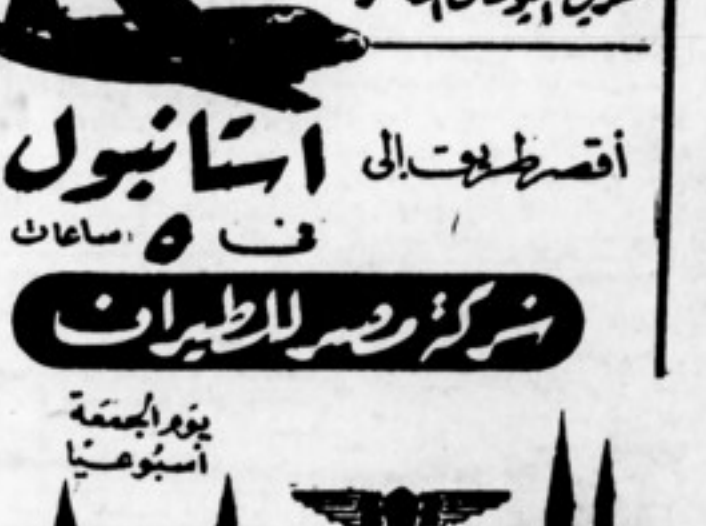 أقصر طريق إلى استانبول
في ٥ ساعات
شركة مصر للطيران
يوم الجمعة
أسبوعيا